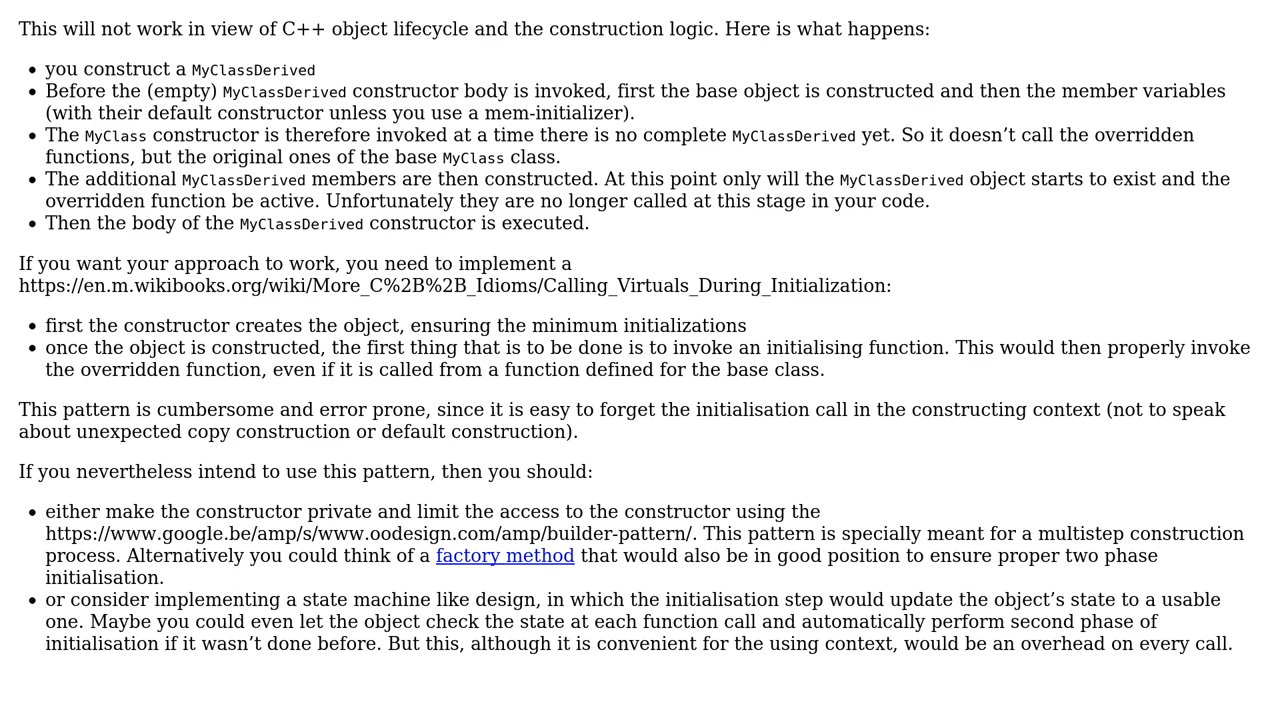 This will not work in view of C++ object lifecycle and the construction logic. Here is what happens:
• you construct a MyClassDerived
• Before the (empty) MyClassDerived constructor body is invoked, first the base object is constructed and then the member variables
(with their default constructor unless you use a mem-initializer).
• The MyClass constructor is therefore invoked at a time there is no complete MyClassDerived yet. So it doesn’t call the overridden
functions, but the original ones of the base MyClass class.
• The additional MyClassDerived members are then constructed. At this point only will the MyClassDerived object starts to exist and the
overridden function be active. Unfortunately they are no longer called at this stage in your code.
• Then the body of the MyClassDerived constructor is executed.
If you want your approach to work, you need to implement a
https://en.m.wikibooks.org/wiki/More_C%2B%2B_Idioms/Calling_Virtuals_During_Initialization:
• first the constructor creates the object, ensuring the minimum initializations
• once the object is constructed, the first thing that is to be done is to invoke an initialising function. This would then properly invoke
the overridden function, even if it is called from a function defined for the base class.
This pattern is cumbersome and error prone, since it is easy to forget the initialisation call in the constructing context (not to speak
about unexpected copy construction or default construction).
If you nevertheless intend to use this pattern, then you should:
• either make the constructor private and limit the access to the constructor using the
https://www.google.be/amp/s/www.oodesign.com/amp/builder-pattern/. This pattern is specially meant for a multistep construction
process. Alternatively you could think of a factory method that would also be in good position to ensure proper two phase
initialisation.
• or consider implementing a state machine like design, in which the initialisation step would update the object’s state to a usable
one. Maybe you could even let the object check the state at each function call and automatically perform second phase of
initialisation if it wasn’t done before. But this, although it is convenient for the using context, would be an overhead on every call.